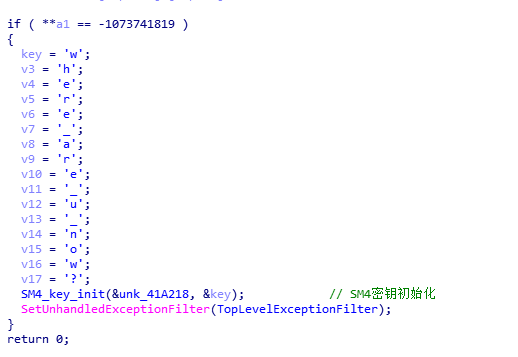 if ( **a1 == -1073741819 )
{
key = 'w';
v3 = 'h';
v4 = 'e';
v5 = 'r';
v6 = 'e';
v7 = '_';
v8 = 'a';
v9 = 'r';
v10 = 'e';
v11 = '_';
v12 = 'u';
v13 = '_';
v14 = 'n';
v15 = 'o';
v16 = 'w';
v17 = '?';
SM4_key_init(&unk_41A218, &key); // SM4密钥初始化
SetUnhandledExceptionFilter(TopLevelExceptionFilter);
}
return 0;